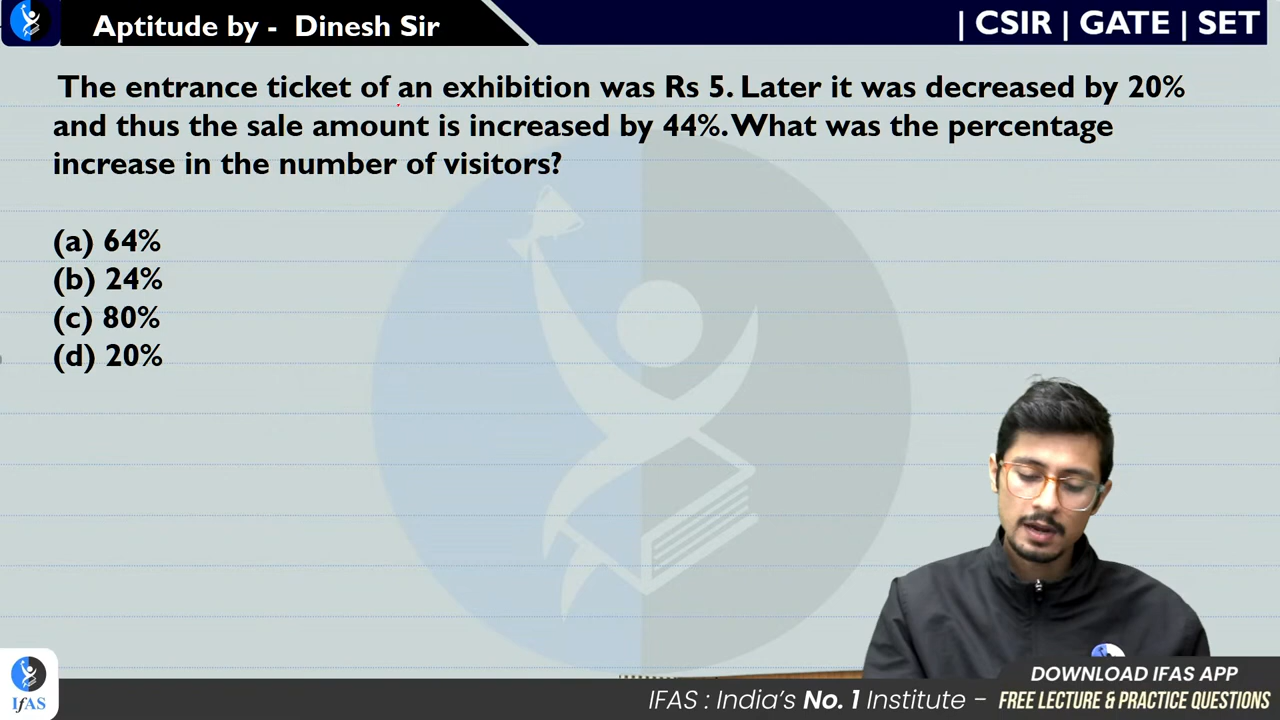 Aptitude by - Dinesh Sir
| CSIR | GATE | SET
The entrance ticket of an exhibition was Rs 5. Later it was decreased by 20%
and thus the sale amount is increased by 44%. What was the percentage
increase in the number of visitors?
(a) 64%
(b) 24%
(c) 80%
(d) 20%
DOWNLOAD IFAS APP
IfAS
IFAS : India's No. 1 Institute – FREE LECTURE & PRACTICE QUESTIONS